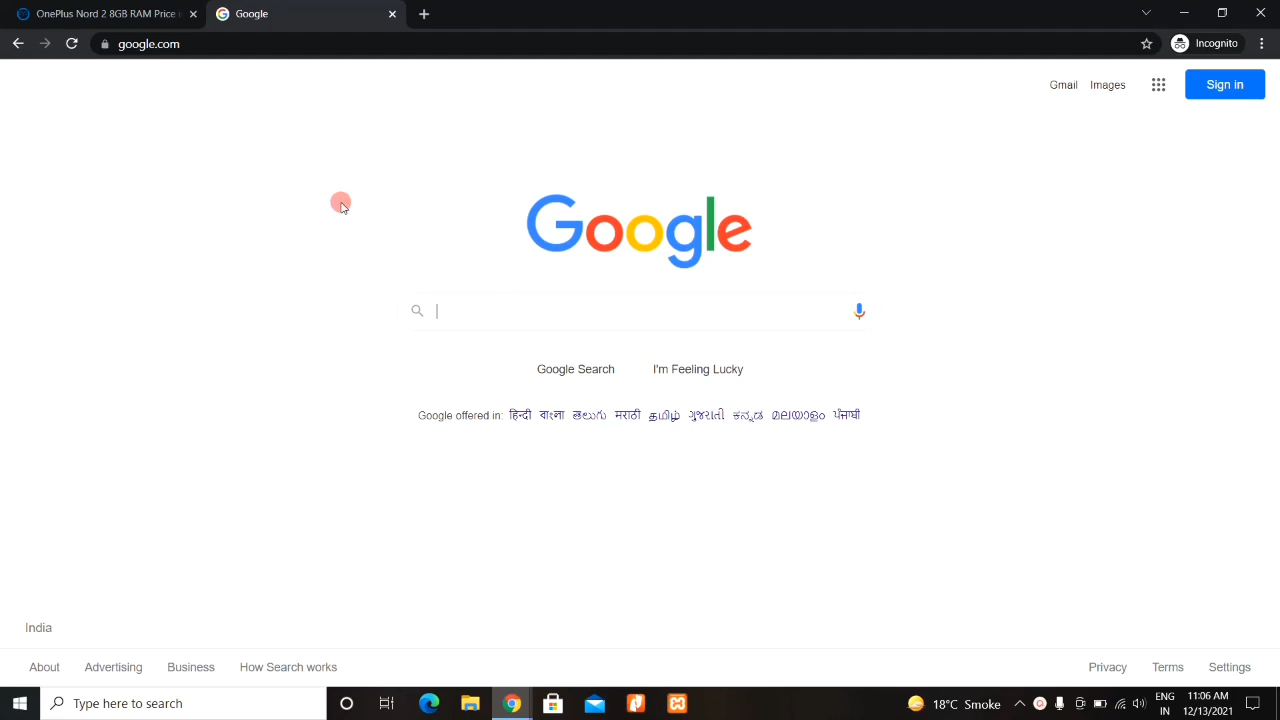 OnePlus Nord 2 8GB RAM Price
Google
google.com
Incognito
Gmail Images
Sign in
Google
Google Search I'm Feeling Lucky
Google offered in: हिन्दी বাংলা తెలుగు मराठी தமிழ் ગુજરાતી ಕನ್ನಡ മലയാളം ਪੰਜਾਬੀ
India
About Advertising Business How Search works Privacy Terms Settings
Type here to search
18°C Smoke
ENG 11:06 AM
IN 12/13/2021